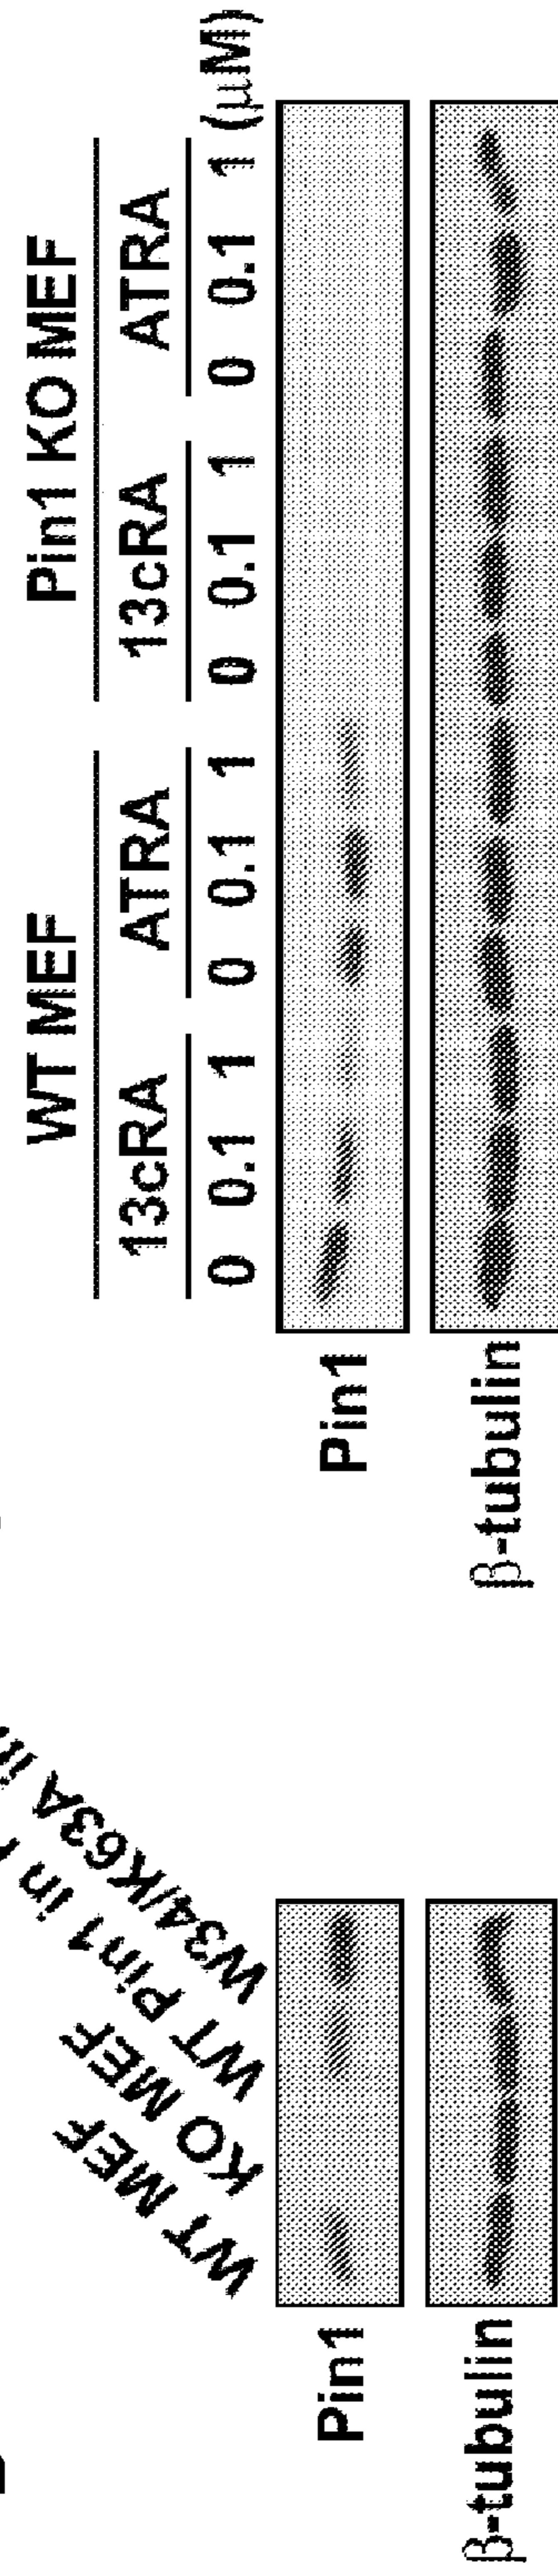 WT MEF
KO MEF
WT Pin1 in
W34/K63A in
Pin1
β-tubulin
WT MEF Pin1 KO MEF
13cRA ATRA 13cRA ATRA
0 0.1 1 0 0.1 1 0 0.1 1 0 0.1 1 (μM)
Pin1
β-tubulin